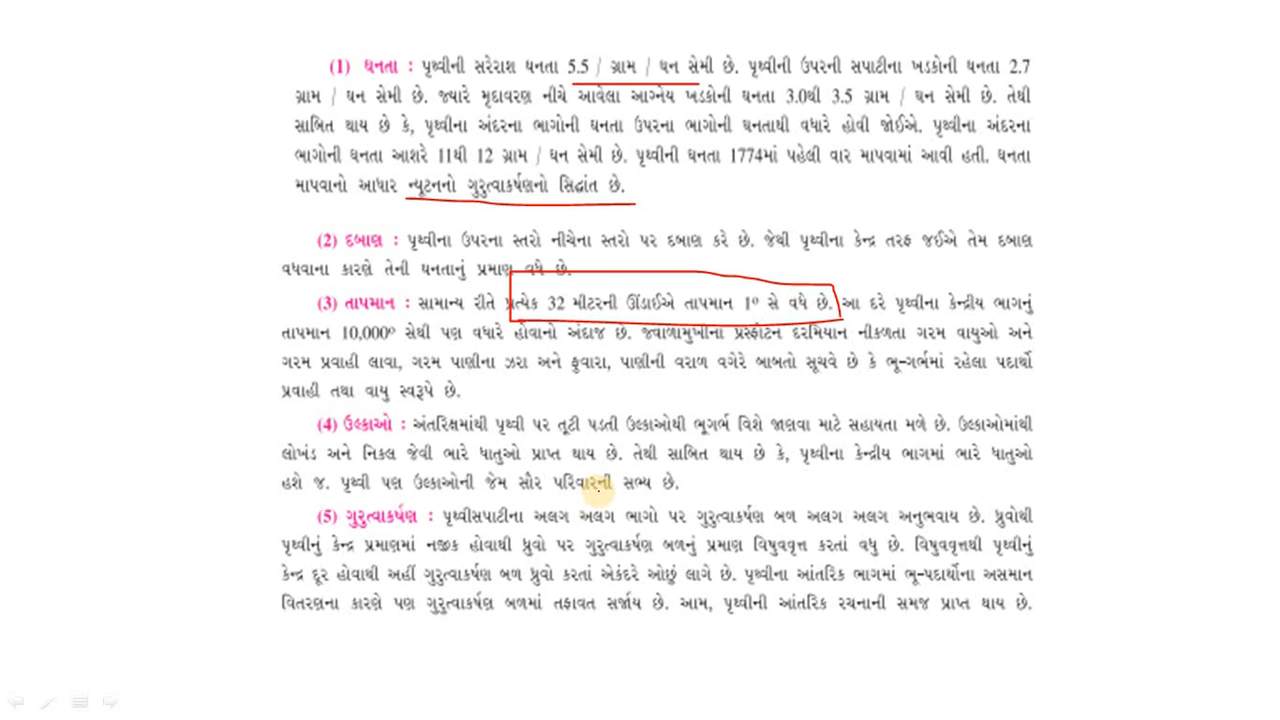 (1) ઘનતા : પૃથ્વીની સરેરાશ ઘનતા 5.5 / ગ્રામ / ઘન સેમી છે. પૃથ્વીની ઉપરની સપાટીના ખડકોની ઘનતા 2.7
ગ્રામ / ઘન સેમી છે. જ્યારે મૃદાવરણ નીચે આવેલા આગ્નેય ખડકોની ઘનતા 3.0થી 3.5 ગ્રામ / ઘન સેમી છે. તેથી
સાબિત થાય છે કે, પૃથ્વીના અંદરના ભાગોની ઘનતા ઉપરના ભાગોની ઘનતાથી વધારે હોવી જોઈએ. પૃથ્વીના અંદરના
ભાગોની ઘનતા આશરે 11થી 12 ગ્રામ / ઘન સેમી છે. પૃથ્વીની ઘનતા 1774માં પહેલી વાર માપવામાં આવી હતી. ઘનતા
માપવાનો આધાર ન્યૂટનનો ગુરુત્વાકર્ષણનો સિદ્ધાંત છે.
(2) દબાણ : પૃથ્વીના ઉપરના સ્તરો નીચેના સ્તરો પર દબાણ કરે છે. જેથી પૃથ્વીના કેન્દ્ર તરફ જઈએ તેમ દબાણ
વધવાના કારણે તેની ઘનતાનું પ્રમાણ વધે છે.
(3) તાપમાન : સામાન્ય રીતે પ્રત્યેક 32 મીટરની ઊંડાઈએ તાપમાન 1º સે વધે છે. આ દરે પૃથ્વીના કેન્દ્રીય ભાગનું
તાપમાન 10,000º સેથી પણ વધારે હોવાનો અંદાજ છે. જ્વાળામુખીના પ્રસ્ફોટન દરમિયાન નીકળતા ગરમ વાયુઓ અને
ગરમ પ્રવાહી લાવા, ગરમ પાણીના ઝરા અને ફુવારા, પાણીની વરાળ વગેરે બાબતો સૂચવે છે કે ભૂ-ગર્ભમાં રહેલા પદાર્થો
પ્રવાહી તથા વાયુ સ્વરૂપે છે.
(4) ઉલ્કાઓ : અંતરિક્ષમાંથી પૃથ્વી પર તૂટી પડતી ઉલ્કાઓથી ભૂગર્ભ વિશે જાણવા માટે સહાયતા મળે છે. ઉલ્કાઓમાંથી
લોખંડ અને નિકલ જેવી ભારે ધાતુઓ પ્રાપ્ત થાય છે. તેથી સાબિત થાય છે કે, પૃથ્વીના કેન્દ્રીય ભાગમાં ભારે ધાતુઓ
હશે જ. પૃથ્વી પણ ઉલ્કાઓની જેમ સૌર પરિવારની સભ્ય છે.
(5) ગુરુત્વાકર્ષણ : પૃથ્વીસપાટીના અલગ અલગ ભાગો પર ગુરુત્વાકર્ષણ બળ અલગ અલગ અનુભવાય છે. ધ્રુવોથી
પૃથ્વીનું કેન્દ્ર પ્રમાણમાં નજીક હોવાથી ધ્રુવો પર ગુરુત્વાકર્ષણ બળનું પ્રમાણ વિષુવવૃત્ત કરતાં વધુ છે. વિષુવવૃત્તથી પૃથ્વીનું
કેન્દ્ર દૂર હોવાથી અહીં ગુરુત્વાકર્ષણ બળ ધ્રુવો કરતાં એકંદરે ઓછું લાગે છે. પૃથ્વીના આંતરિક ભાગમાં ભૂ-પદાર્થોના અસમાન
વિતરણના કારણે પણ ગુરુત્વાકર્ષણ બળમાં તફાવત સર્જાય છે. આમ, પૃથ્વીની આંતરિક રચનાની સમજ પ્રાપ્ત થાય છે.